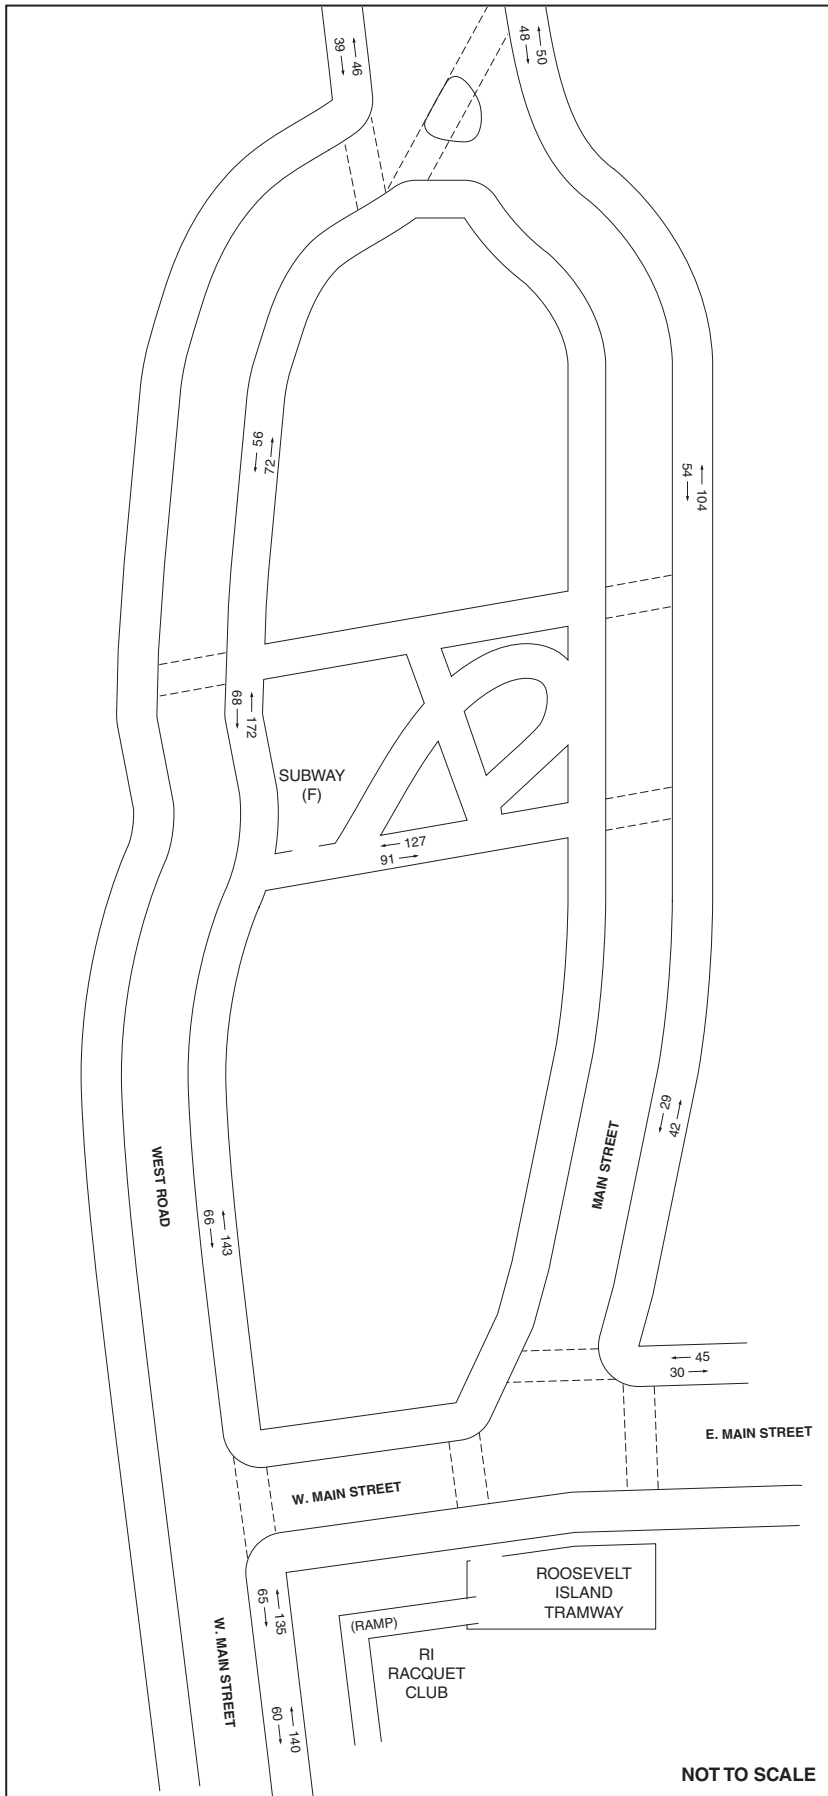 39
46
48
50
56
72
54
104
68
172
SUBWAY
(F)
127
91
29
42
WEST ROAD
MAIN STREET
66
143
45
30
E. MAIN STREET
W. MAIN STREET
ROOSEVELT
ISLAND
TRAMWAY
65
135
(RAMP)
RI
RACQUET
CLUB
W. MAIN STREET
60
140
NOT TO SCALE